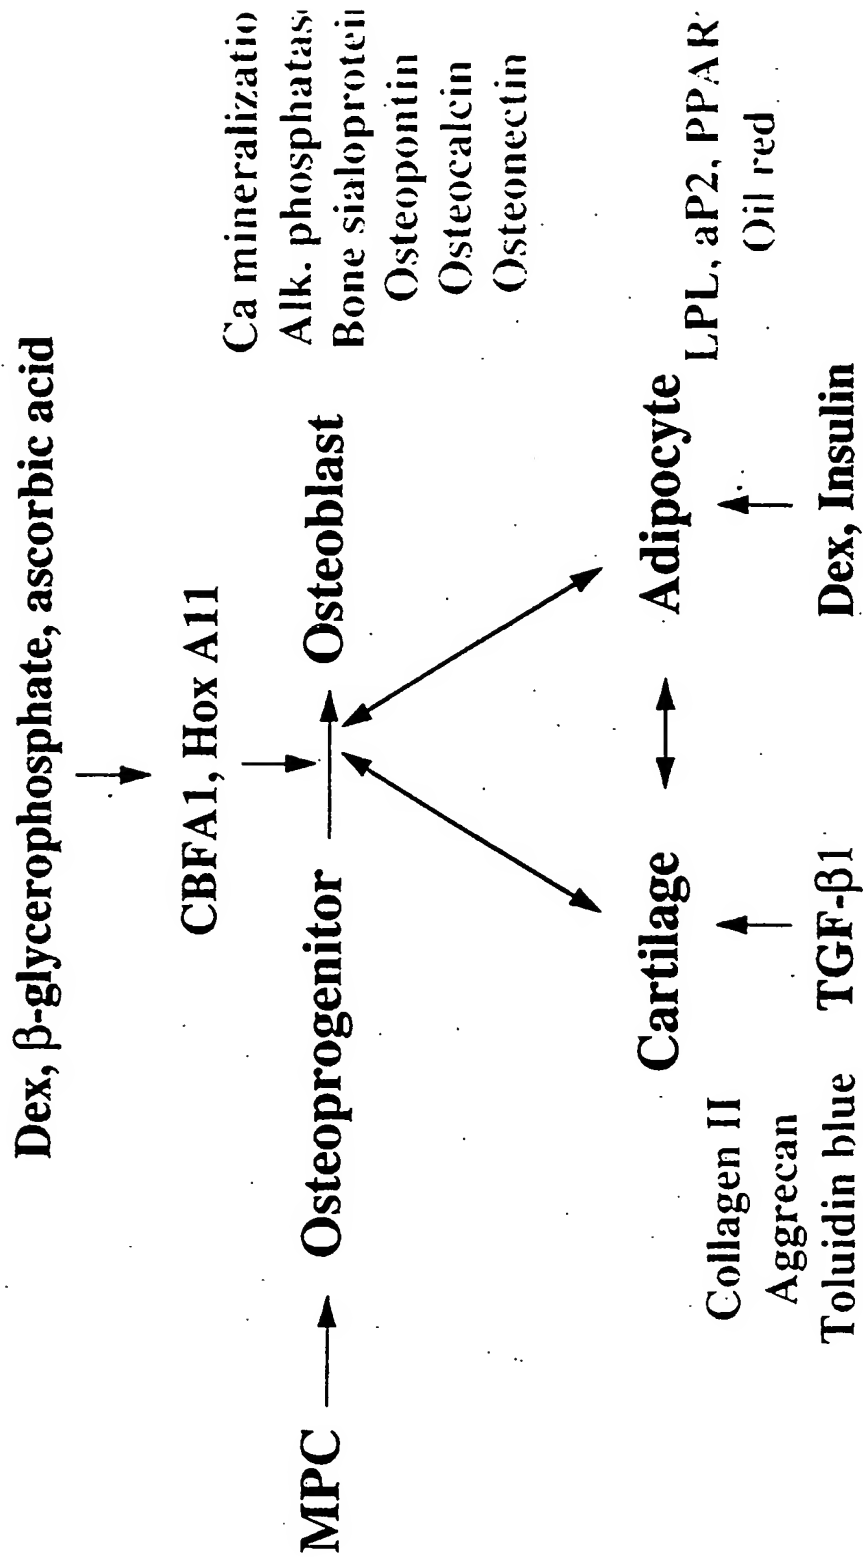 Dex, β-glycerophosphate, ascorbic acid
CBFA1, Hox A11
MPC
Osteoprogenitor
Osteoblast
Ca mineralizatio
Alk. phosphatas
Bone sialoprotei
Osteopontin
Osteocalcin
Osteonectin
Cartilage
Adipocyte
Collagen II
Aggrecan
Toluidin blue
TGF-β1
LPL, aP2, PPAR
Oil red
Dex, Insulin